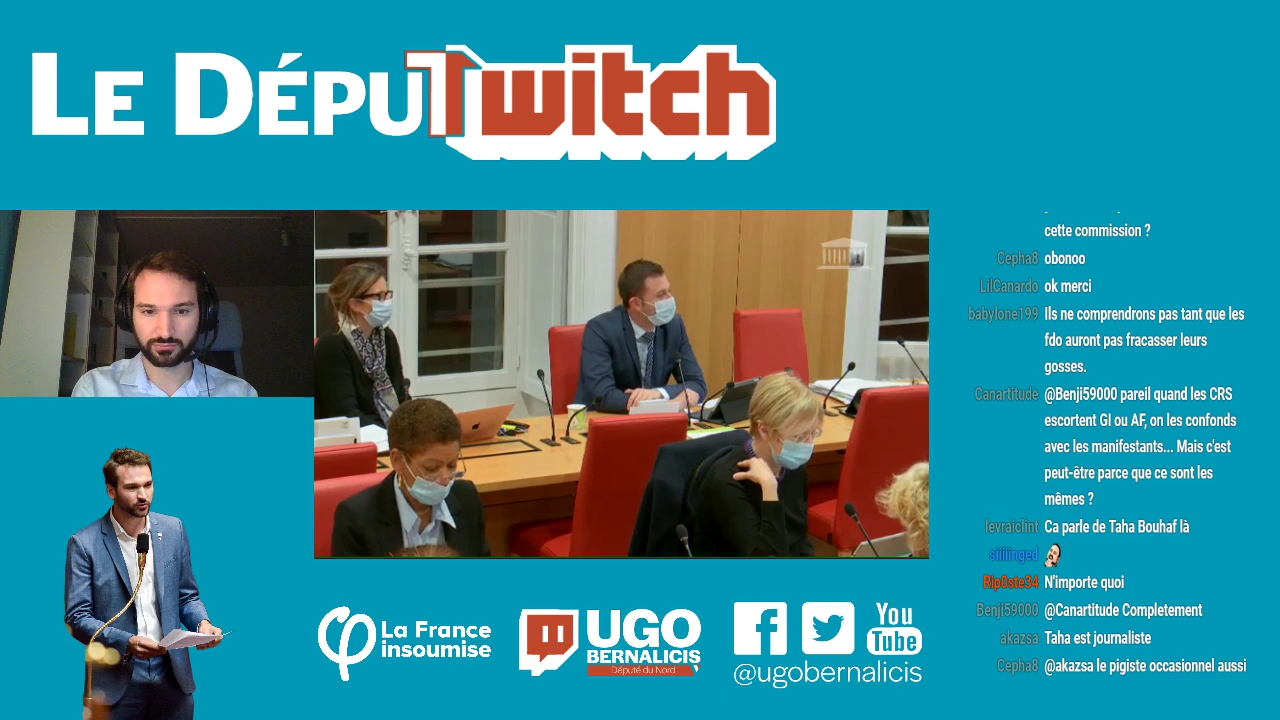 LE DÉPUTwitch
cette commission ?
Cepha8 obonoo
LilCanardo ok merci
babylone199 Ils ne comprendrons pas tant que les
fdo auront pas fracasser leurs
gosses.
Canartitude @Benji59000 pareil quand les CRS
escortent GI ou AF, on les confonds
avec les manifestants... Mais c'est
peut-être parce que ce sont les
mêmes ?
levraiclint Ca parle de Taha Bouhaf là
siiiiinged
RipOste34 N'importe quoi
Benji59000 @Canartitude Completement
akazsa Taha est journaliste
Cepha8 @akazsa le pigiste occasionnel aussi
La France
insoumise
UGO
BERNALICIS
Député du Nord
You
Tube
@ugobernalicis